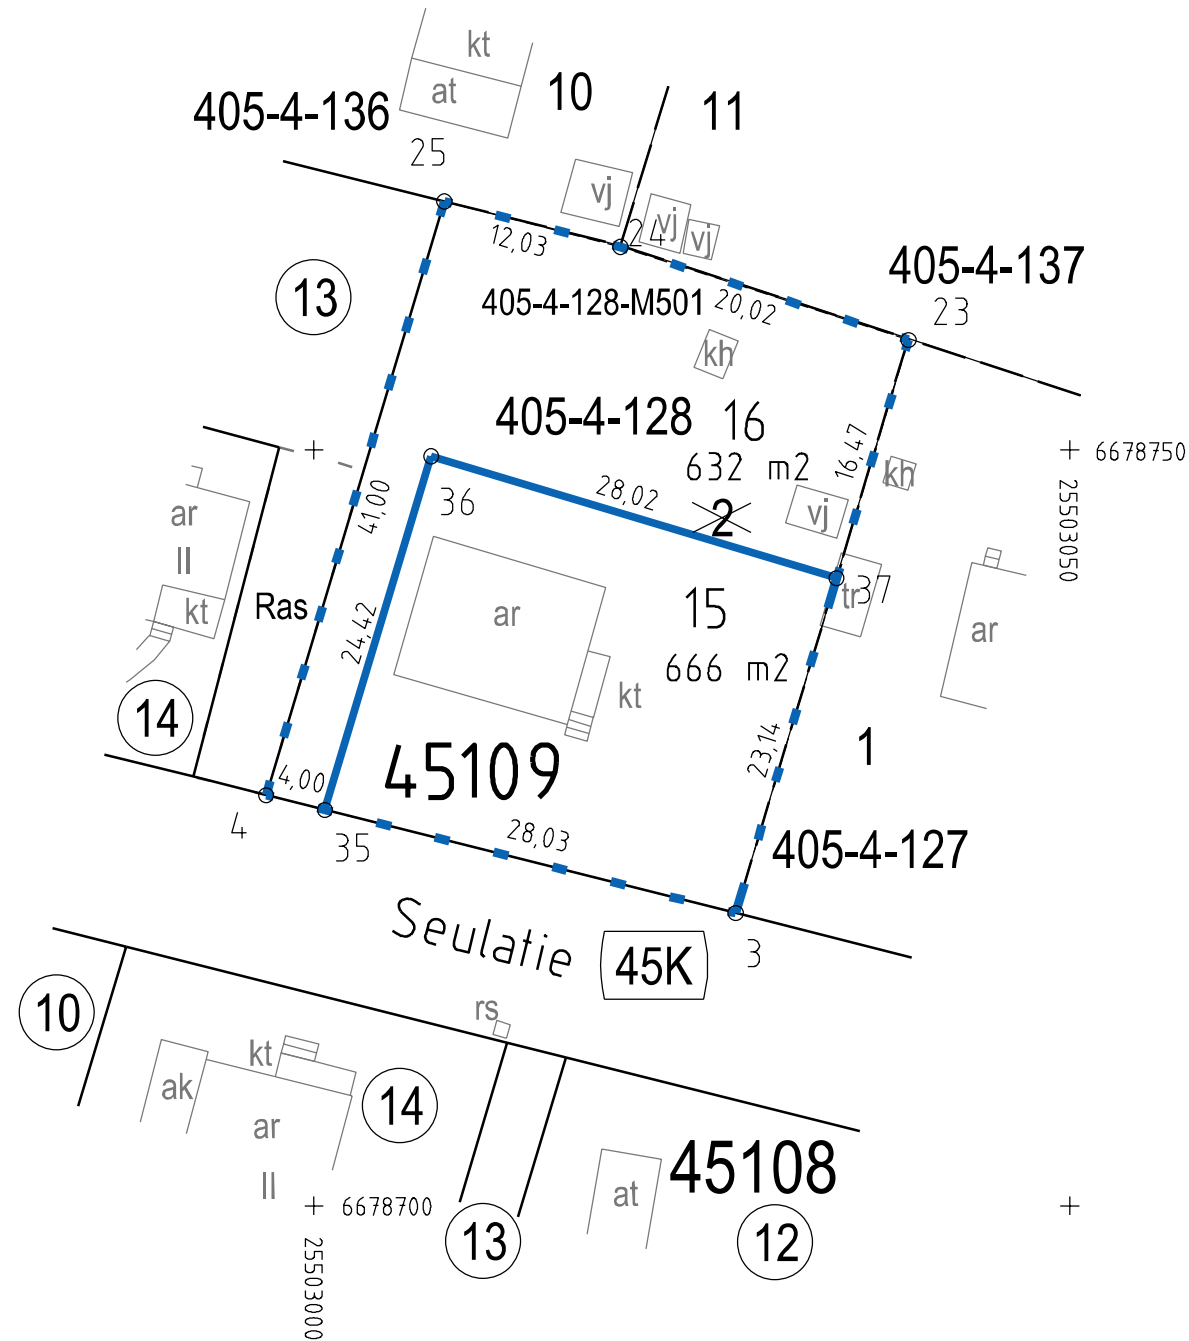 kt
at
10
11
405-4-136
25
vj
vj
vj
24
12,03
405-4-137
23
13
405-4-128-M501
20,02
kh
405-4-128
16
16,47
632 m2
kh
6678750
25503050
28,02
2
vj
41,00
36
ar
II
kt
Ras
24,42
ar
15
tr
37
ar
666 m2
kt
14
23,14
1
45109
4,00
4
35
28,03
405-4-127
Seulatie
45K
3
10
rs
kt
ak
14
ar
II
45108
at
6678700
13
12
25503000